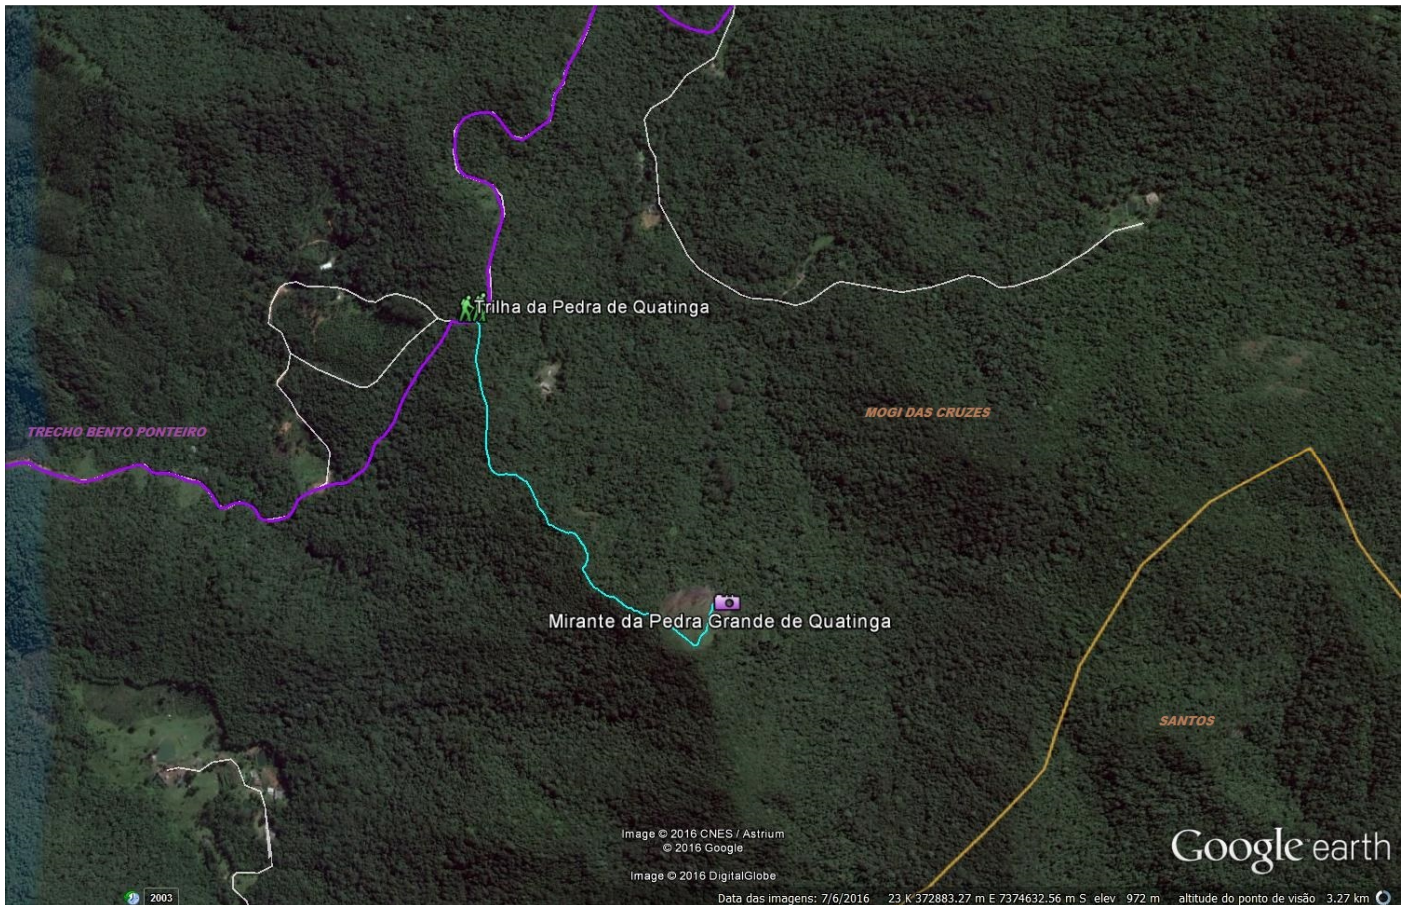 Trilha da Pedra de Quatinga
MOGI DAS CRUZES
TRECHO BENTO PONTEIRO
Mirante da Pedra Grande de Quatinga
SANTOS
Image © 2016 CNES / Astrium
© 2016 Google
Image © 2016 DigitalGlobe
Google earth
2003
Data das imagens: 7/6/2016 23 K 372883.27 m E 7374632.56 m S elev 972 m altitude do ponto de visão 3.27 km